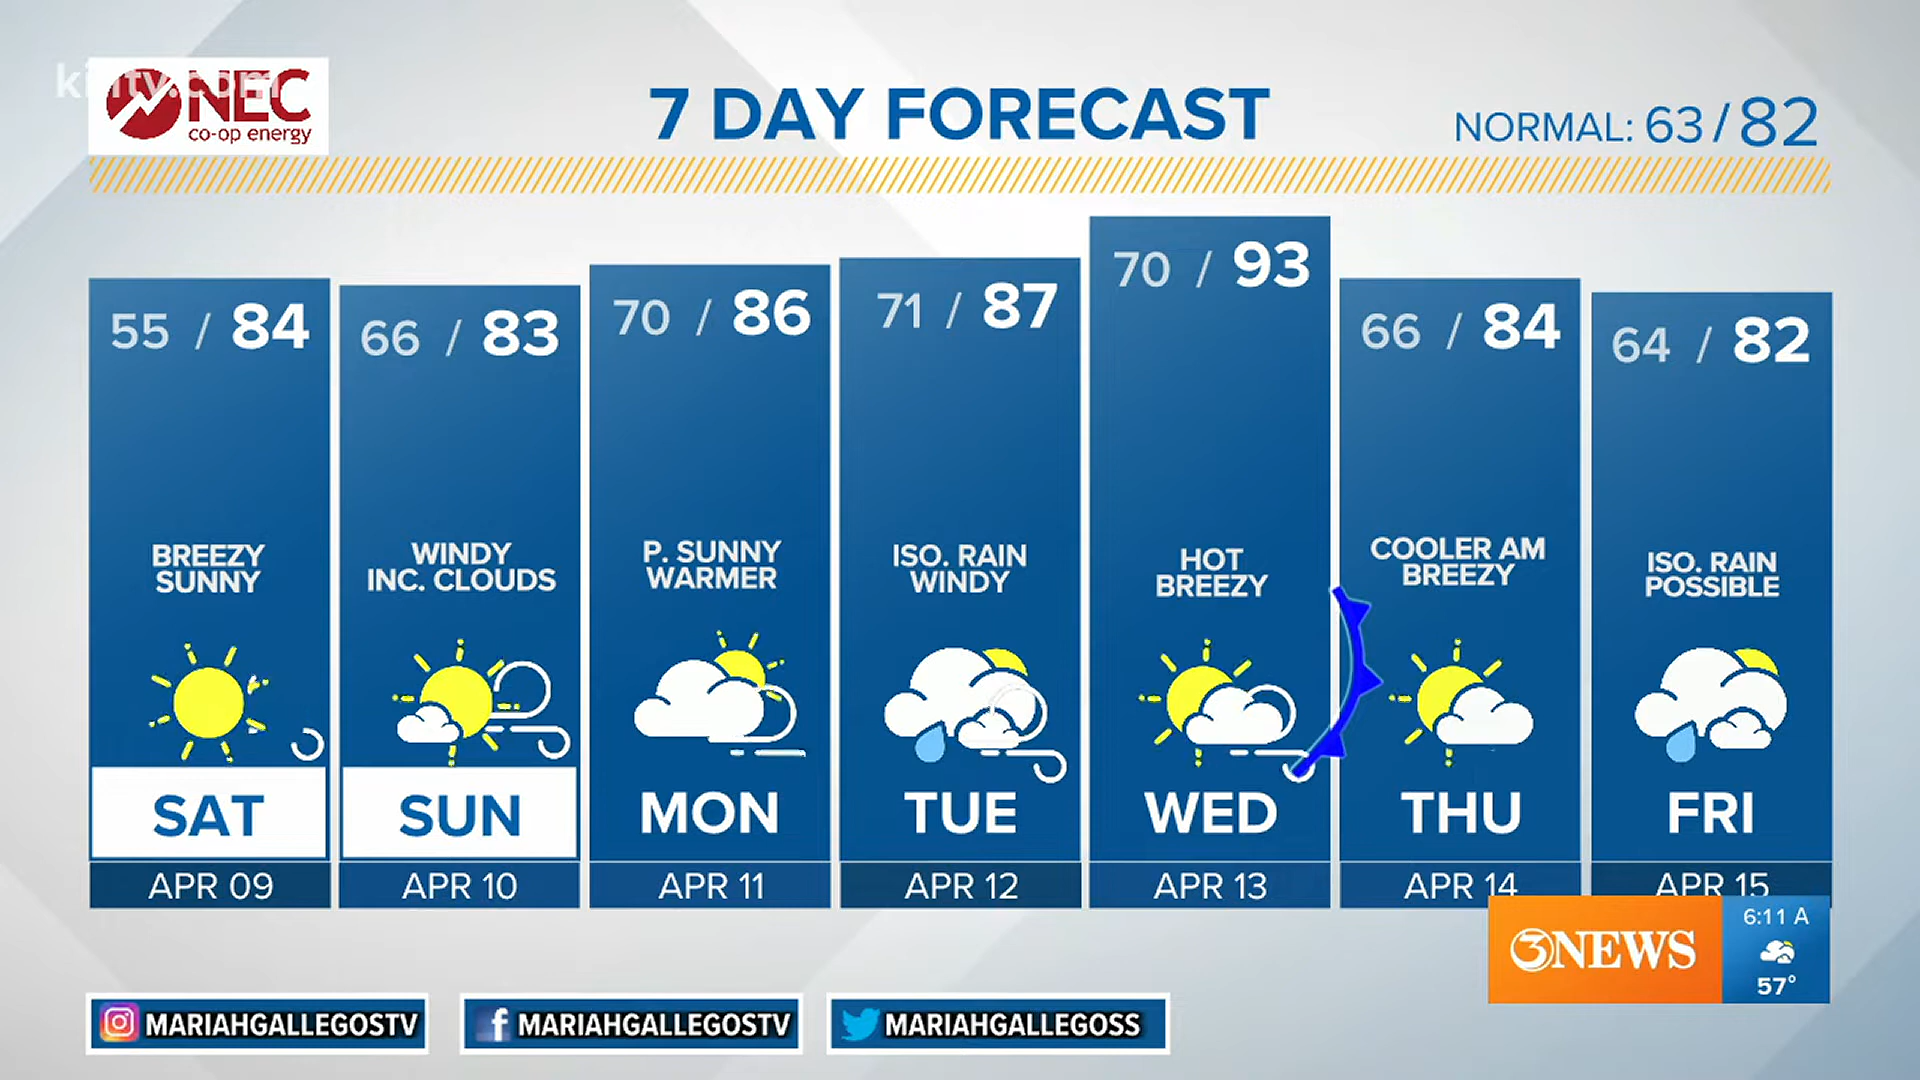 NEC
co-op energy
7 DAY FORECAST
NORMAL: 63/82
55 / 84
66 / 83
70 / 86
71 / 87
70 / 93
66 / 84
64 / 82
BREEZY
SUNNY
WINDY
INC. CLOUDS
P. SUNNY
WARMER
ISO. RAIN
WINDY
HOT
BREEZY
COOLER AM
BREEZY
ISO. RAIN
POSSIBLE
SAT
SUN
MON
TUE
WED
THU
FRI
APR 09
APR 10
APR 11
APR 12
APR 13
APR 14
APR 15
3NEWS
6:11 A
57°
MARIAHGALLEGOSTV
MARIAHGALLEGOSTV
MARIAHGALLEGOSS